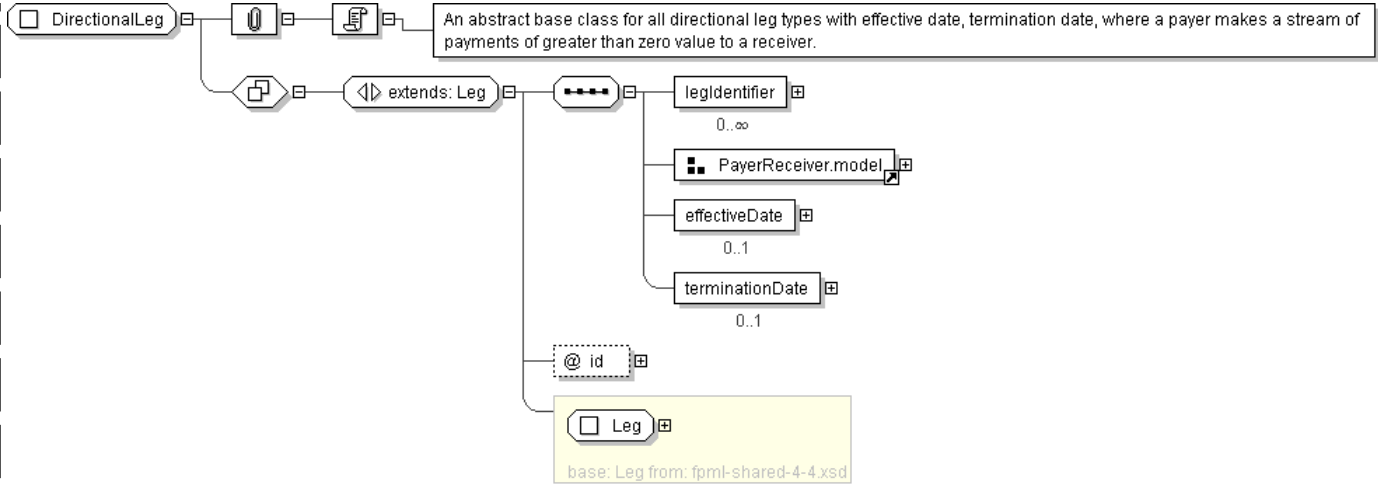 DirectionalLeg
An abstract base class for all directional leg types with effective date, termination date, where a payer makes a stream of
payments of greater than zero value to a receiver.
extends: Leg
legIdentifier
0..∞
PayerReceiver.model
effectiveDate
0..1
terminationDate
0..1
@ id
Leg
base: Leg from: fpml-shared-4-4.xsd